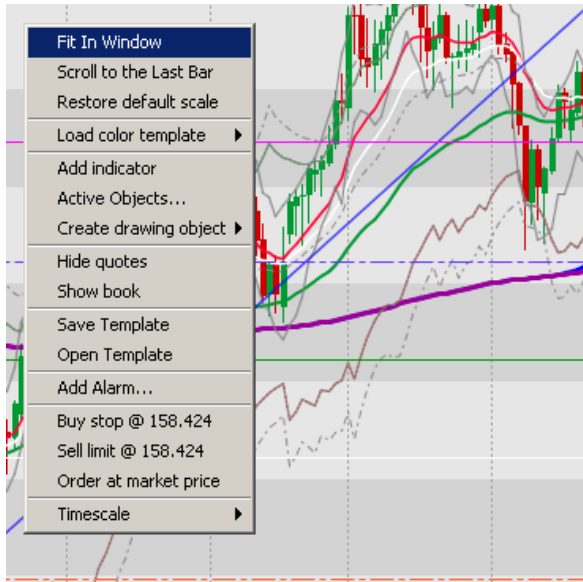 Fit In Window
Scroll to the Last Bar
Restore default scale
Load color template
Add indicator
Active Objects...
Create drawing object
Hide quotes
Show book
Save Template
Open Template
Add Alarm...
Buy stop @ 158.424
Sell limit @ 158.424
Order at market price
Timescale